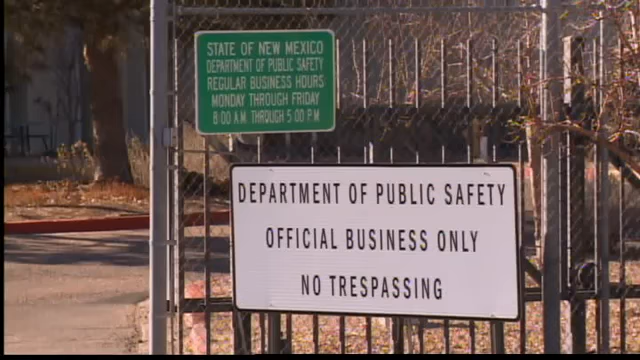 STATE OF NEW MEXICO
DEPARTMENT OF PUBLIC SAFETY
REGULAR BUSINESS HOURS
MONDAY THROUGH FRIDAY
8:00 A.M. THROUGH 5:00 P.M.
DEPARTMENT OF PUBLIC SAFETY
OFFICIAL BUSINESS ONLY
NO TRESPASSING